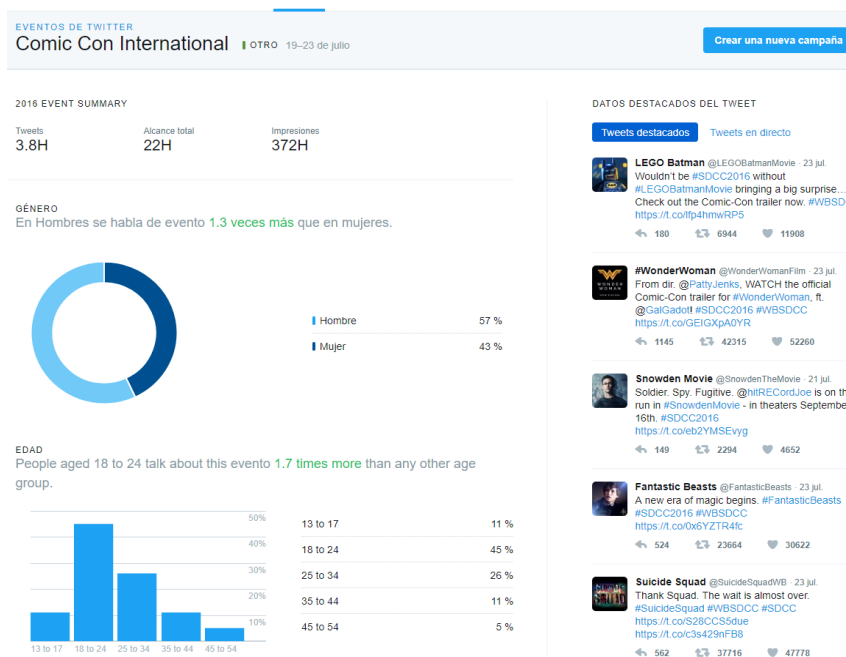 EVENTOS DE TWITTER
Comic Con International
OTRO 19–23 de julio
Crear una nueva campaña
2016 EVENT SUMMARY
Tweets
3.8H
Alcance total
22H
Impresiones
372H
GÉNERO
En Hombres se habla de evento 1.3 veces más que en mujeres.
Hombre 57 %
Mujer 43 %
EDAD
People aged 18 to 24 talk about this evento 1.7 times more than any other age
group.
50%
40%
30%
20%
10%
13 to 17 18 to 24 25 to 34 35 to 44 45 to 54
13 to 17 11 %
18 to 24 45 %
25 to 34 26 %
35 to 44 11 %
45 to 54 5 %
DATOS DESTACADOS DEL TWEET
Tweets destacados Tweets en directo
LEGO Batman @LEGOBatmanMovie · 23 jul.
Wouldn't be #SDCC2016 without
#LEGOBatmanMovie bringing a big surprise…
Check out the Comic-Con trailer now. #WBSD
https://t.co/lfp4hmwRP5
180 6944 11908
WONDER
WOMAN
#WonderWoman @WonderWomanFilm · 23 jul.
From dir. @PattyJenks, WATCH the official
Comic-Con trailer for #WonderWoman, ft.
@GalGadot! #SDCC2016 #WBSDCC
https://t.co/GEIGXpA0YR
1145 42315 52260
Snowden Movie @SnowdenTheMovie · 21 jul.
Soldier. Spy. Fugitive. @hitRECordJoe is on th
run in #SnowdenMovie - in theaters Septembe
16th. #SDCC2016
https://t.co/eb2YMSEvyg
149 2294 4652
Fantastic Beasts @FantasticBeasts · 23 jul.
A new era of magic begins. #FantasticBeasts
#SDCC2016 #WBSDCC
https://t.co/0x6YZTR4fc
524 23664 30622
Suicide Squad @SuicideSquadWB · 23 jul.
Thank Squad. The wait is almost over.
#SuicideSquad #WBSDCC #SDCC
https://t.co/S28CCS5due
https://t.co/c3s429nFB8
562 37716 47778